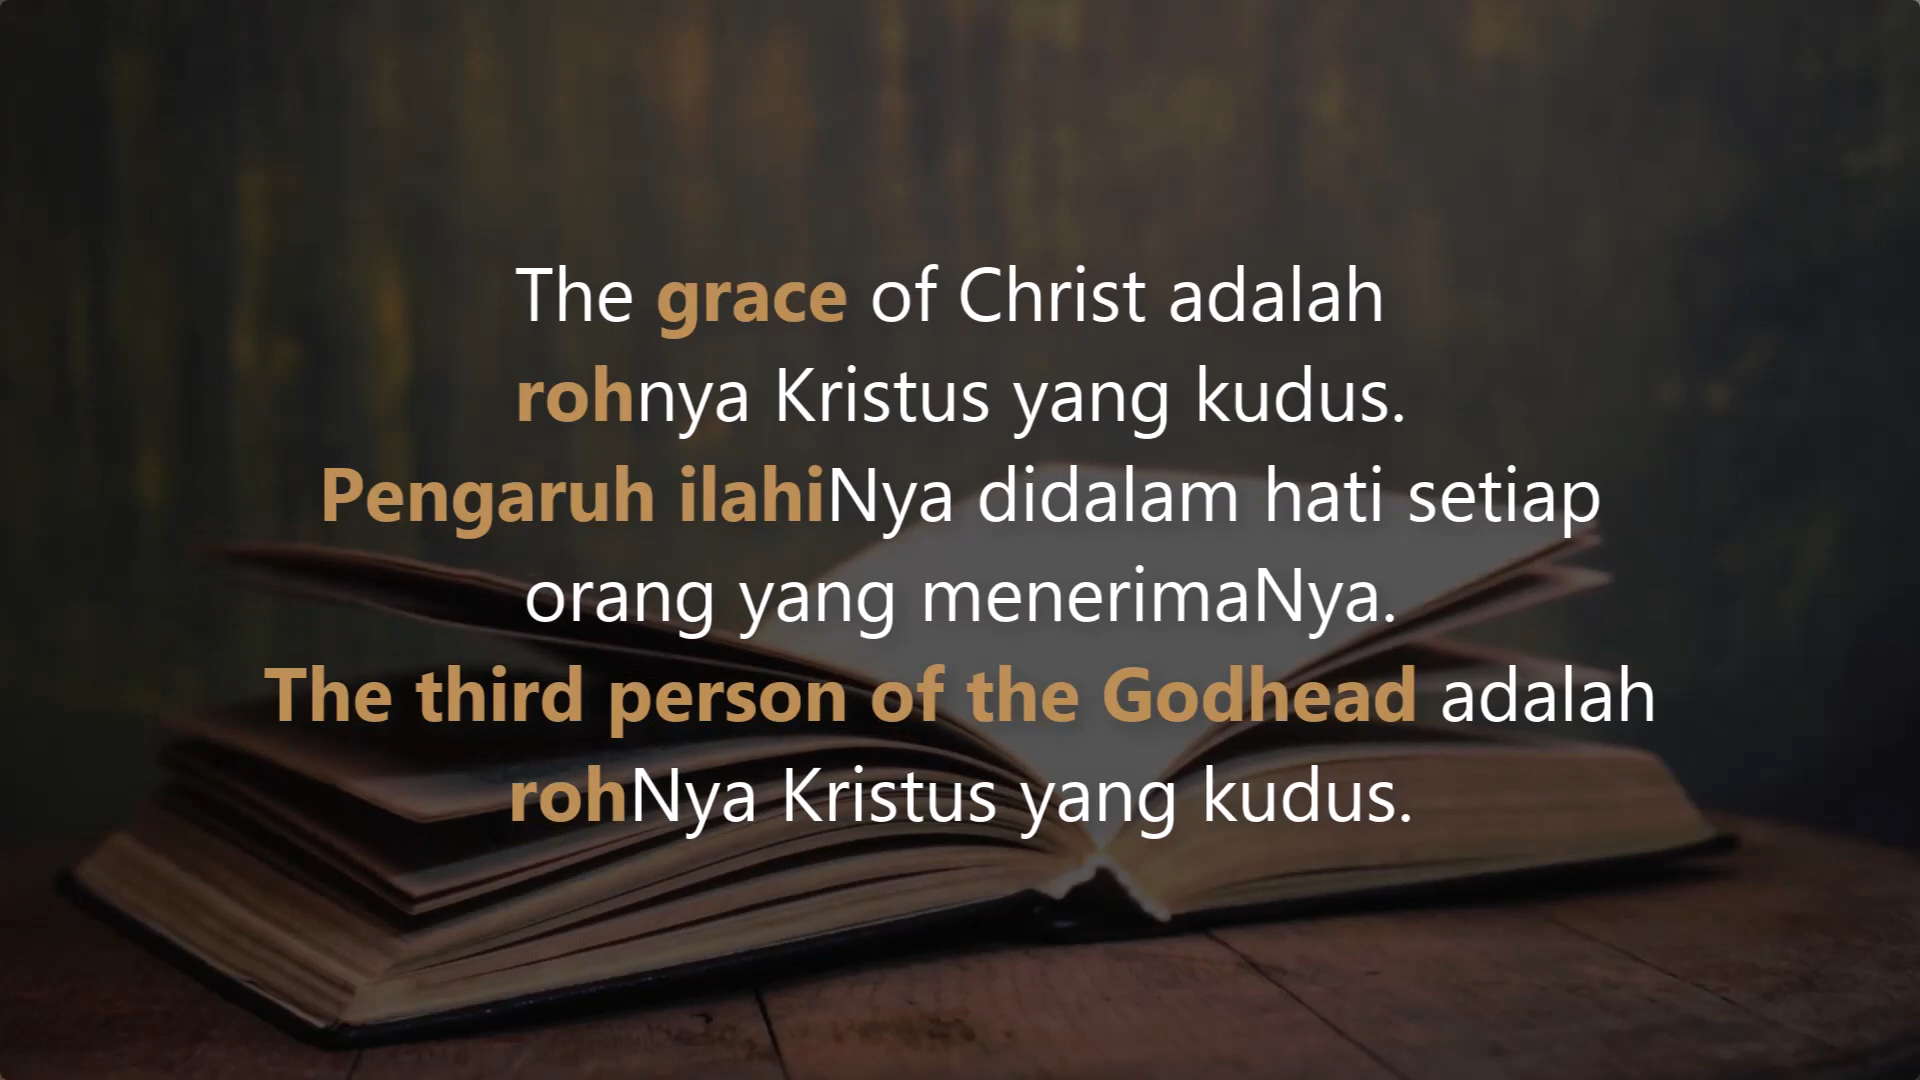 The grace of Christ adalah
rohnya Kristus yang kudus.
Pengaruh ilahiNya didalam hati setiap
orang yang menerimaNya.
The third person of the Godhead adalah
rohNya Kristus yang kudus.